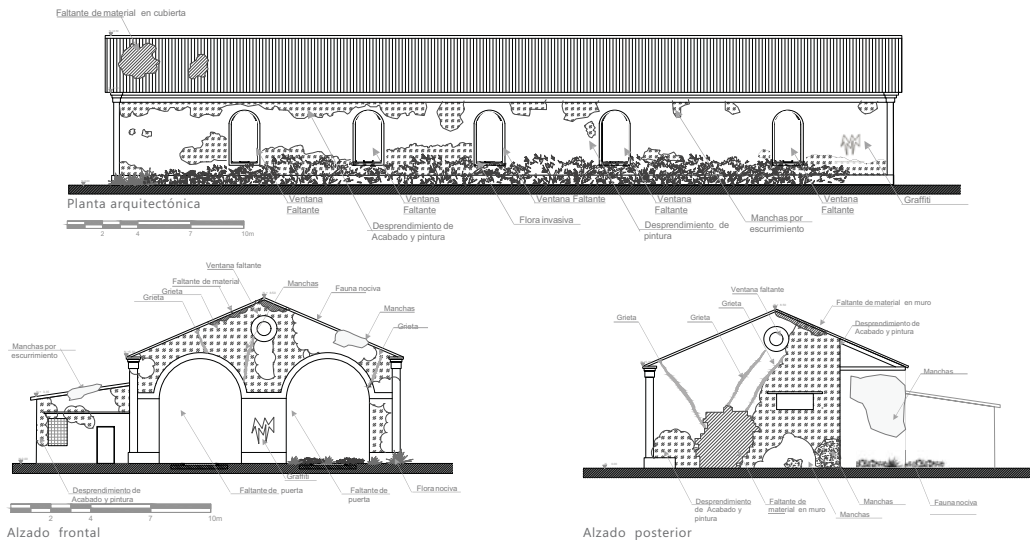 Faltante de material en cubierta
Ventana
Faltante
Ventana
Faltante
Ventana Faltante
Ventana
Faltante
Ventana
Faltante
Graffiti
Flora invasiva
Desprendimiento de
Acabado y pintura
Desprendimiento de
pintura
Manchas por
escurrimiento
Planta arquitectónica
2 4 7 10m
Ventana faltante
Faltante de material
Grieta
Grieta
Manchas
Fauna nociva
Manchas
Grieta
Manchas por
escurrimiento
Desprendimiento de
Acabado y pintura
Faltante de puerta
Graffiti
Faltante de
puerta
Flora nociva
2 4 7 10m
Alzado frontal
Ventana faltante
Grieta
Grieta
Grieta
Faltante de material en muro
Desprendimiento de
Acabado y pintura
Manchas
Desprendimiento
de Acabado y
pintura
Faltante de
material en muro
Manchas
Manchas
Fauna nociva
Alzado posterior